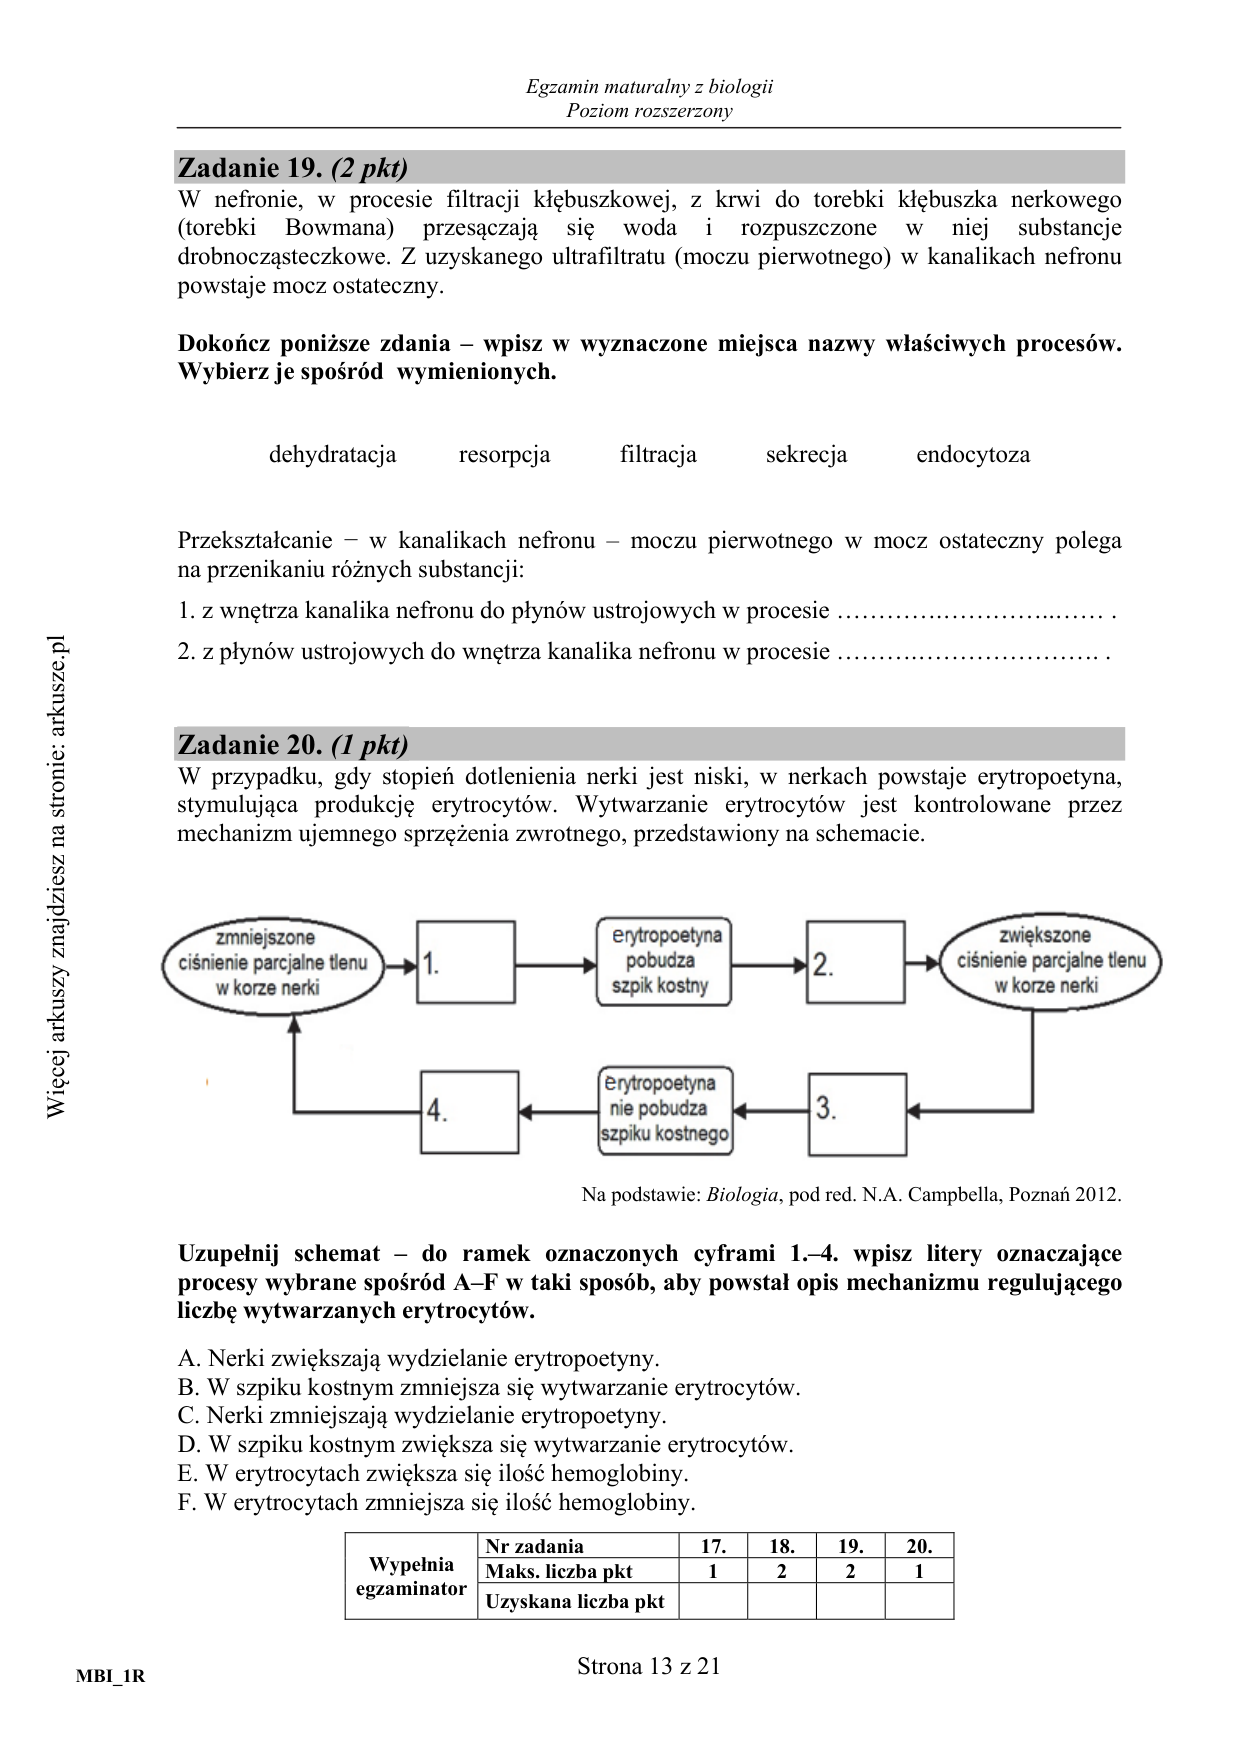 Egzamin maturalny z biologii
Poziom rozszerzony
Zadanie 19. (2 pkt)
W nefronie, w procesie filtracji kłębuszkowej, z krwi do torebki kłębuszka nerkowego
(torebki Bowmana) przesączają się woda i rozpuszczone w niej substancje
drobnocząsteczkowe. Z uzyskanego ultrafiltratu (moczu pierwotnego) w kanalikach nefronu
powstaje mocz ostateczny.
Dokończ poniższe zdania – wpisz w wyznaczone miejsca nazwy właściwych procesów.
Wybierz je spośród wymienionych.
dehydratacja resorpcja filtracja sekrecja endocytoza
Przekształcanie − w kanalikach nefronu – moczu pierwotnego w mocz ostateczny polega
na przenikaniu różnych substancji:
1. z wnętrza kanalika nefronu do płynów ustrojowych w procesie ………….…………..…… .
2. z płynów ustrojowych do wnętrza kanalika nefronu w procesie ……….…………………. .
Zadanie 20. (1 pkt)
W przypadku, gdy stopień dotlenienia nerki jest niski, w nerkach powstaje erytropoetyna,
stymulująca produkcję erytrocytów. Wytwarzanie erytrocytów jest kontrolowane przez
mechanizm ujemnego sprzężenia zwrotnego, przedstawiony na schemacie.
zmniejszone
ciśnienie parcjalne tlenu
w korze nerki
1.
erytropoetyna
pobudza
szpik kostny
2.
zwiększone
ciśnienie parcjalne tlenu
w korze nerki
4.
erytropoetyna
nie pobudza
szpiku kostnego
3.
Na podstawie: Biologia, pod red. N.A. Campbella, Poznań 2012.
Uzupełnij schemat – do ramek oznaczonych cyframi 1.–4. wpisz litery oznaczające
procesy wybrane spośród A–F w taki sposób, aby powstał opis mechanizmu regulującego
liczbę wytwarzanych erytrocytów.
A. Nerki zwiększają wydzielanie erytropoetyny.
B. W szpiku kostnym zmniejsza się wytwarzanie erytrocytów.
C. Nerki zmniejszają wydzielanie erytropoetyny.
D. W szpiku kostnym zwiększa się wytwarzanie erytrocytów.
E. W erytrocytach zwiększa się ilość hemoglobiny.
F. W erytrocytach zmniejsza się ilość hemoglobiny.
Wypełnia
egzaminator
Nr zadania 17. 18. 19. 20.
Maks. liczba pkt 1 2 2 1
Uzyskana liczba pkt
Strona 13 z 21
MBI_1R
Więcej arkuszy znajdziesz na stronie: arkusze.pl